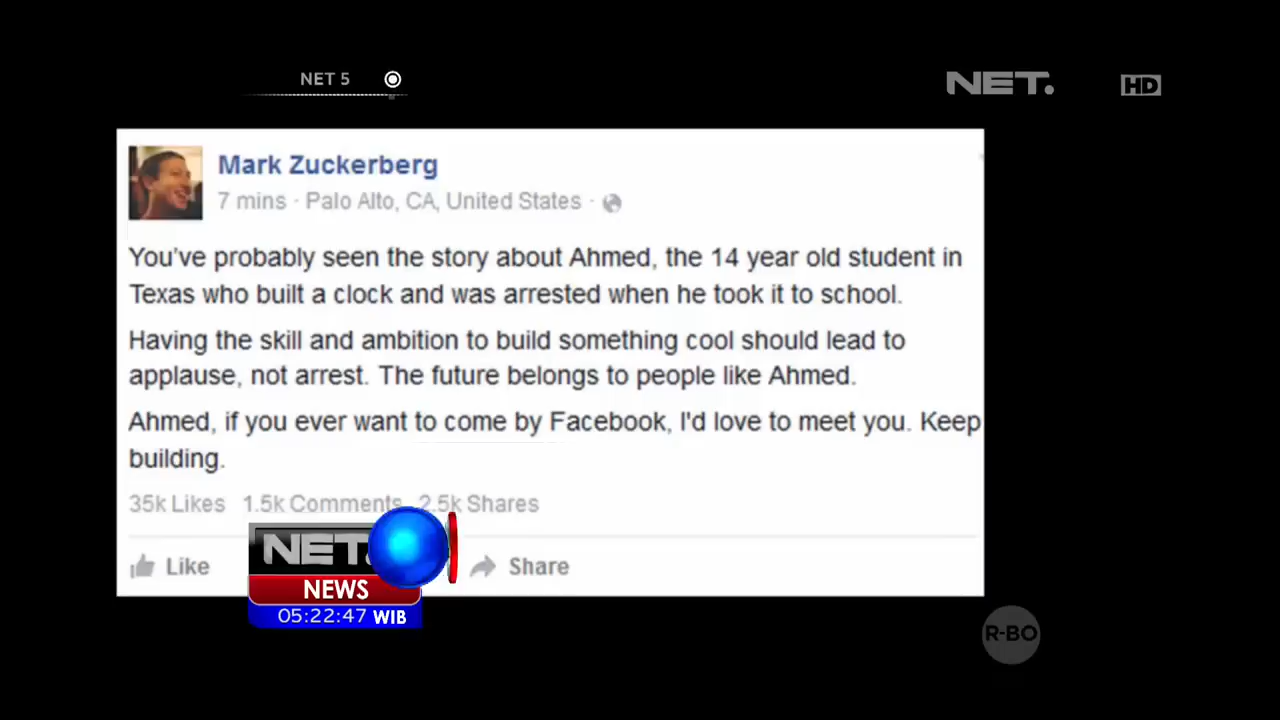 NET 5
NET.
HD
Mark Zuckerberg
7 mins · Palo Alto, CA, United States ·
You've probably seen the story about Ahmed, the 14 year old student in
Texas who built a clock and was arrested when he took it to school.
Having the skill and ambition to build something cool should lead to
applause, not arrest. The future belongs to people like Ahmed.
Ahmed, if you ever want to come by Facebook, I'd love to meet you. Keep
building.
35k Likes 1.5k Comments 2.5k Shares
Like Share
NET.
NEWS
05:22:47 WIB
R-BO